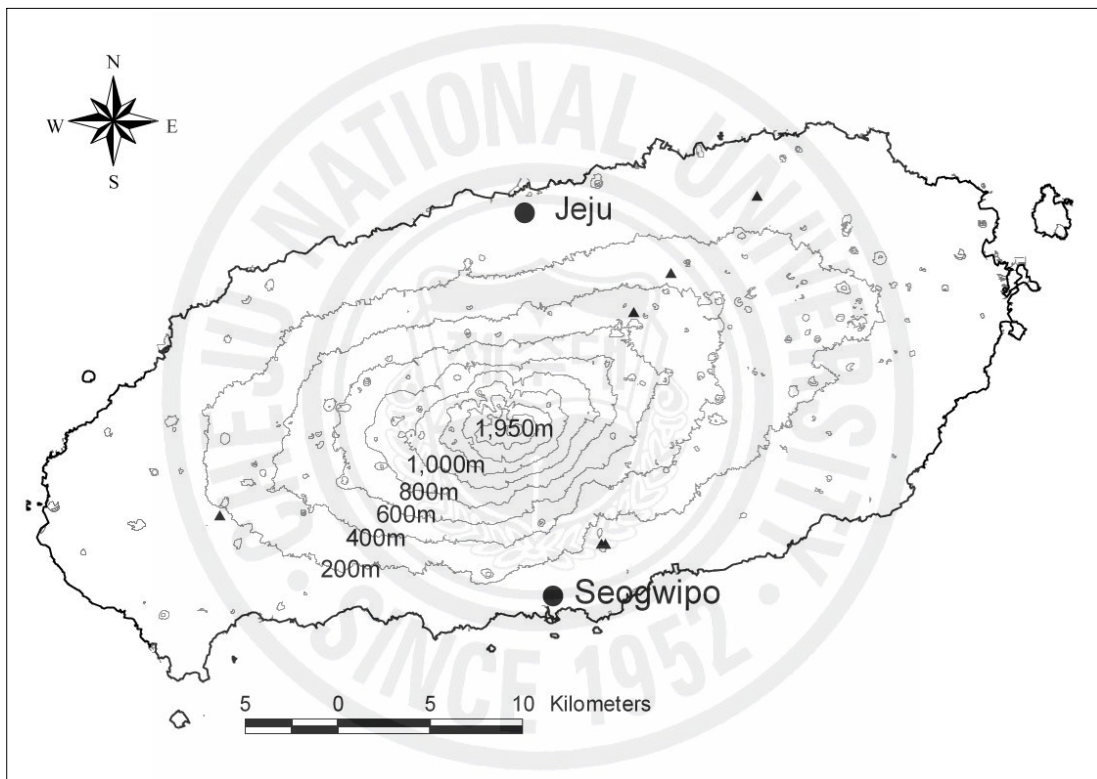 N
W E
S
Jeju
1,950m
1,000m
800m
600m
400m
200m
Seogwipo
5 0 5 10 Kilometers
JEJU NATIONAL UNIVERSITY
SINCE 1952